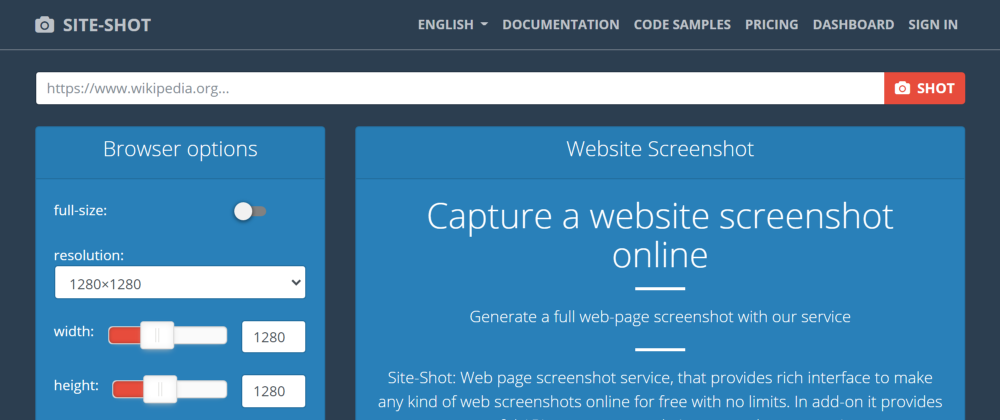 SITE-SHOT
ENGLISH DOCUMENTATION CODE SAMPLES PRICING DASHBOARD SIGN IN
https://www.wikipedia.org...
SHOT
Browser options
full-size:
resolution:
1280×1280
width:
1280
height:
1280
Website Screenshot
Capture a website screenshot
online
Generate a full web-page screenshot with our service
Site-Shot: Web page screenshot service, that provides rich interface to make
any kind of web screenshots online for free with no limits. In add-on it provides